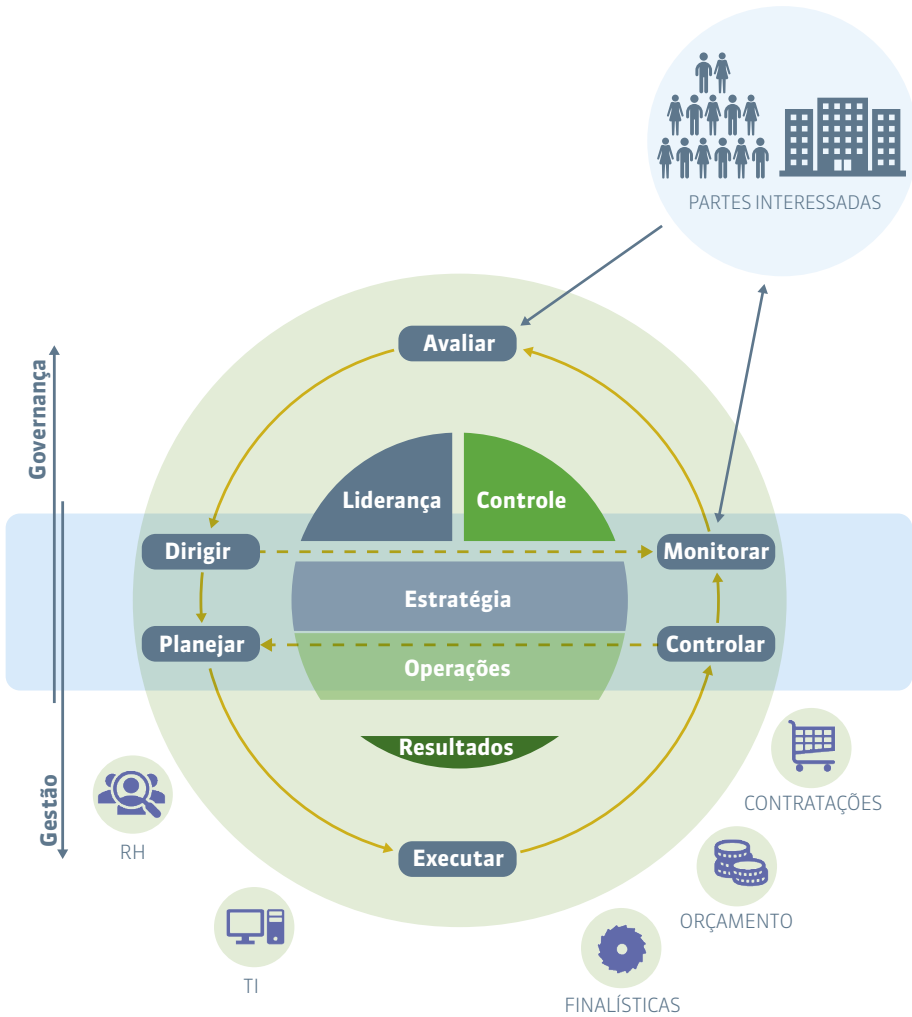 PARTES INTERESSADAS
Avaliar
Governança
Liderança
Controle
Dirigir
Monitorar
Estratégia
Planejar
Controlar
Operações
Resultados
Gestão
CONTRATAÇÕES
RH
Executar
ORÇAMENTO
TI
FINALÍSTICAS